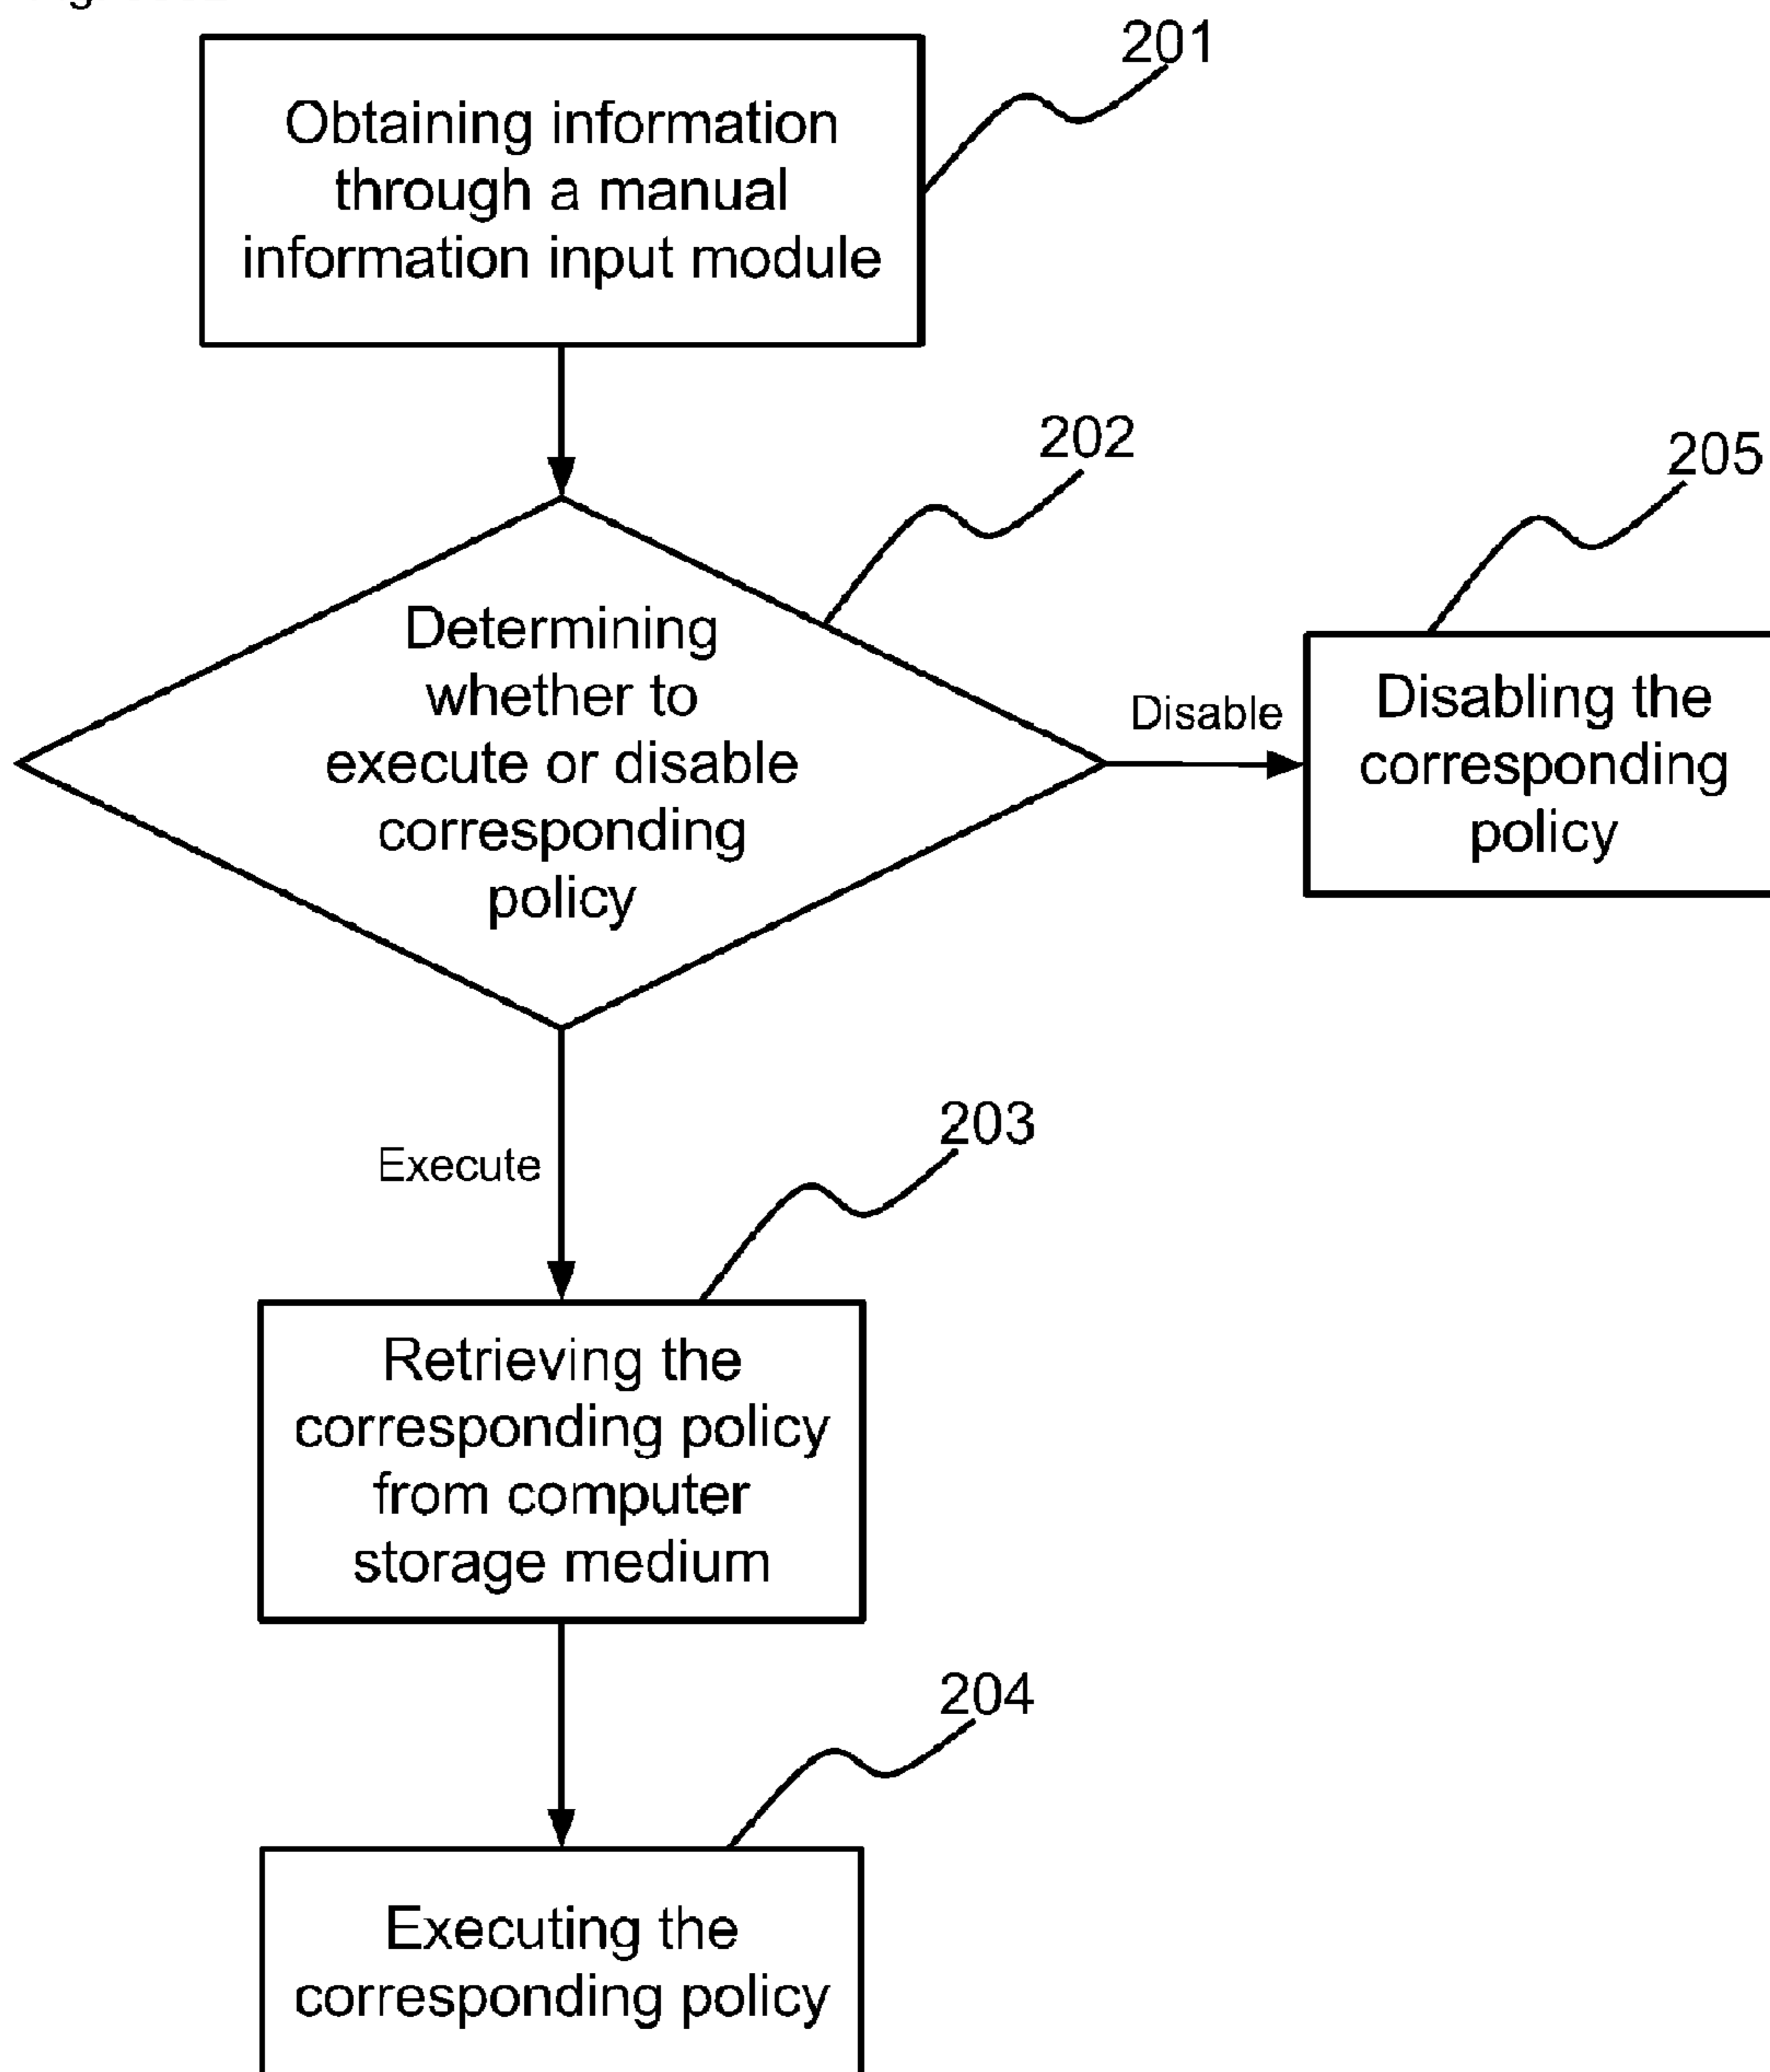 201
Obtaining information
through a manual
information input module
202
205
Determining
whether to
execute or disable
corresponding
policy
Disable
Disabling the
corresponding
policy
Execute
203
Retrieving the
corresponding policy
from computer
storage medium
204
Executing the
corresponding policy